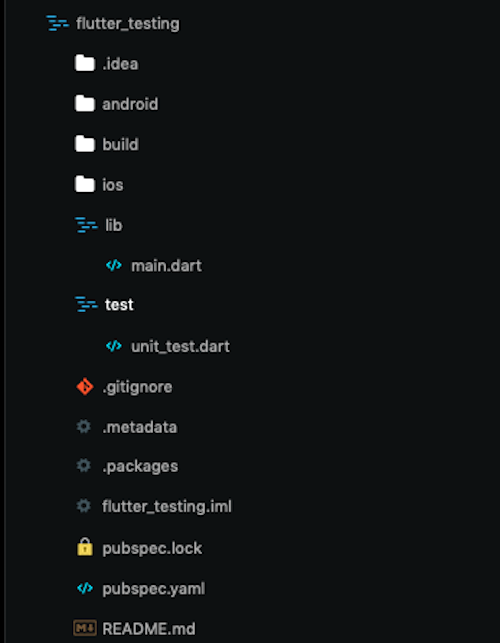 flutter_testing
.idea
android
build
ios
lib
main.dart
test
unit_test.dart
.gitignore
.metadata
.packages
flutter_testing.iml
pubspec.lock
pubspec.yaml
M↓ README.md